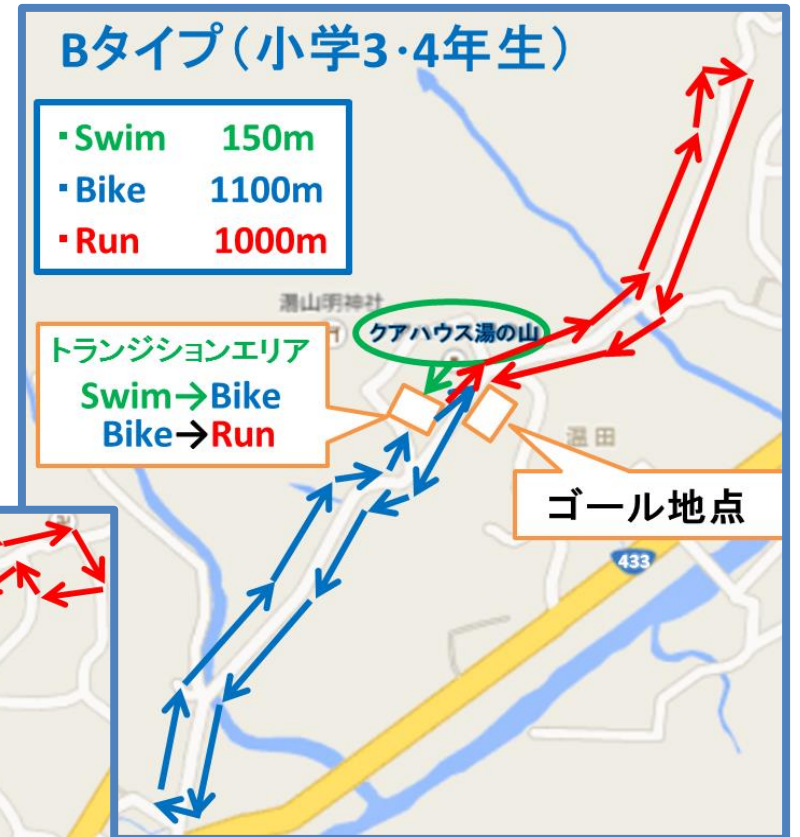 Bタイプ(小学3・4年生)
・Swim 150m
・Bike 1100m
・Run 1000m
湯山明神社
クアハウス湯の山
トランジションエリア
Swim→Bike
Bike→Run
温田
ゴール地点
433
卍